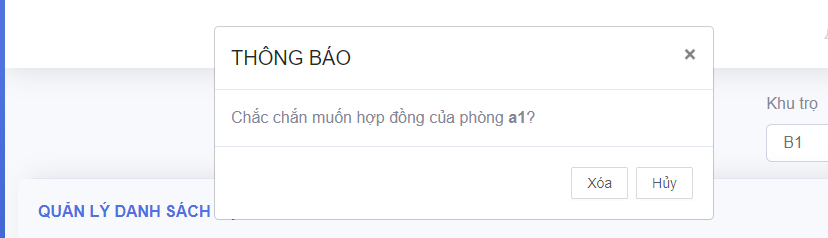 THÔNG BÁO
×
Chắc chắn muốn hợp đồng của phòng a1?
Khu trọ
B1
Xóa
Hủy
QUẢN LÝ DANH SÁCH